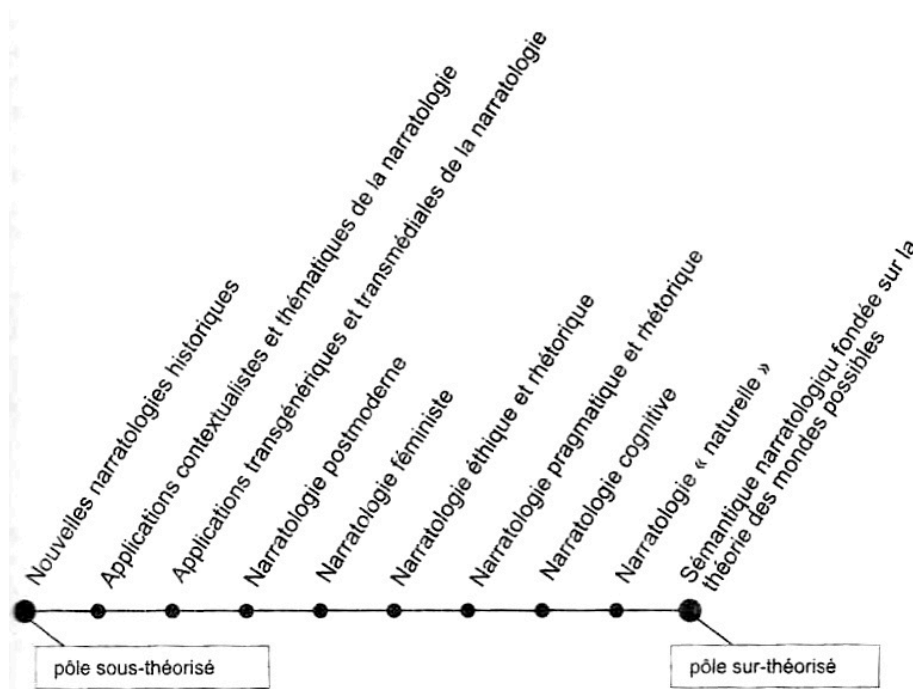 Nouvelles narratologies historiques
Applications contextualistes et thématiques de la narratologie
Applications transgénériques et transmédiales de la narratologie
Narratologie postmoderne
Narratologie féministe
Narratologie éthique et rhétorique
Narratologie pragmatique et rhétorique
Narratologie cognitive
Narratologie « naturelle »
Sémantique narratologiqu fondée sur la
théorie des mondes possibles
pôle sous-théorisé
pôle sur-théorisé